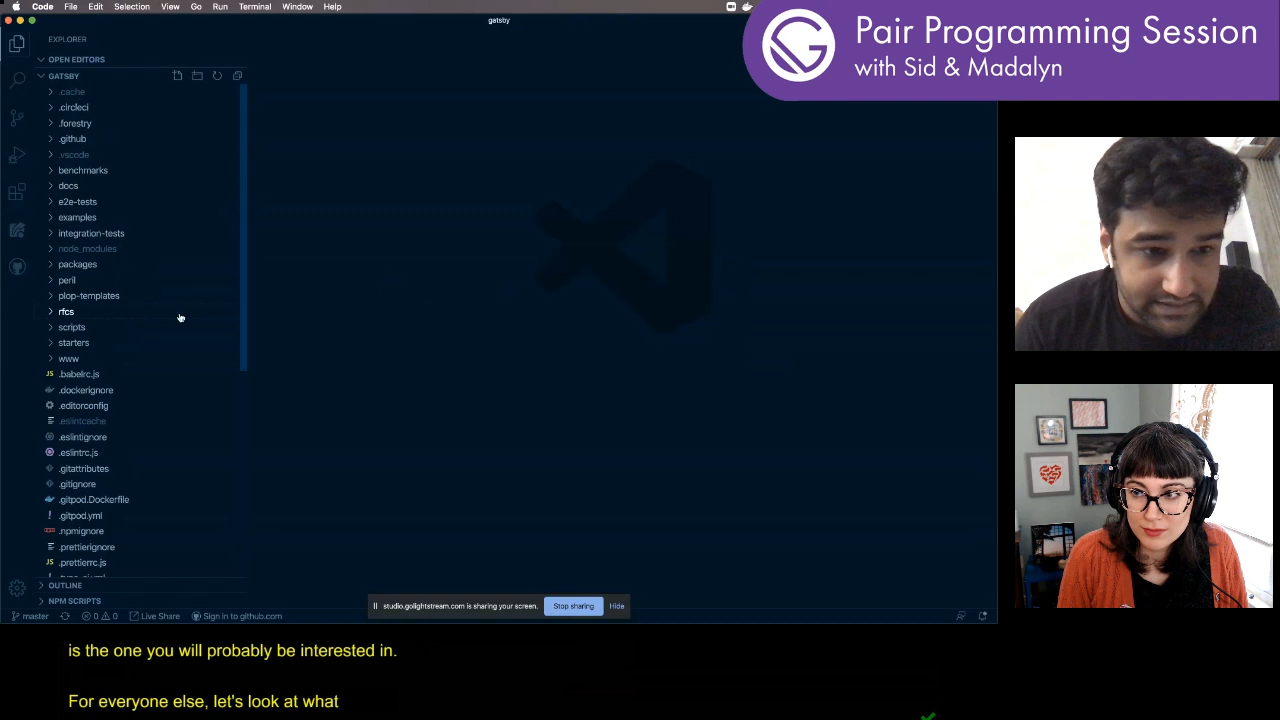 Code File Edit Selection View Go Run Terminal Window Help
gatsby
Pair Programming Session
with Sid & Madalyn
EXPLORER
OPEN EDITORS
GATSBY
.cache
.circleci
.forestry
.github
.vscode
benchmarks
docs
e2e-tests
examples
integration-tests
node_modules
packages
peril
plop-templates
rfcs
scripts
starters
www
JS .babelrc.js
.dockerignore
.editorconfig
.eslintcache
.eslintignore
.eslintrc.js
.gitattributes
.gitignore
.gitpod.Dockerfile
! .gitpod.yml
.npmignore
.prettierignore
JS .prettierrc.js
OUTLINE
NPM SCRIPTS
studio.golightstream.com is sharing your screen. Stop sharing Hide
master 0 0 Live Share Sign in to github.com
is the one you will probably be interested in.
For everyone else, let's look at what